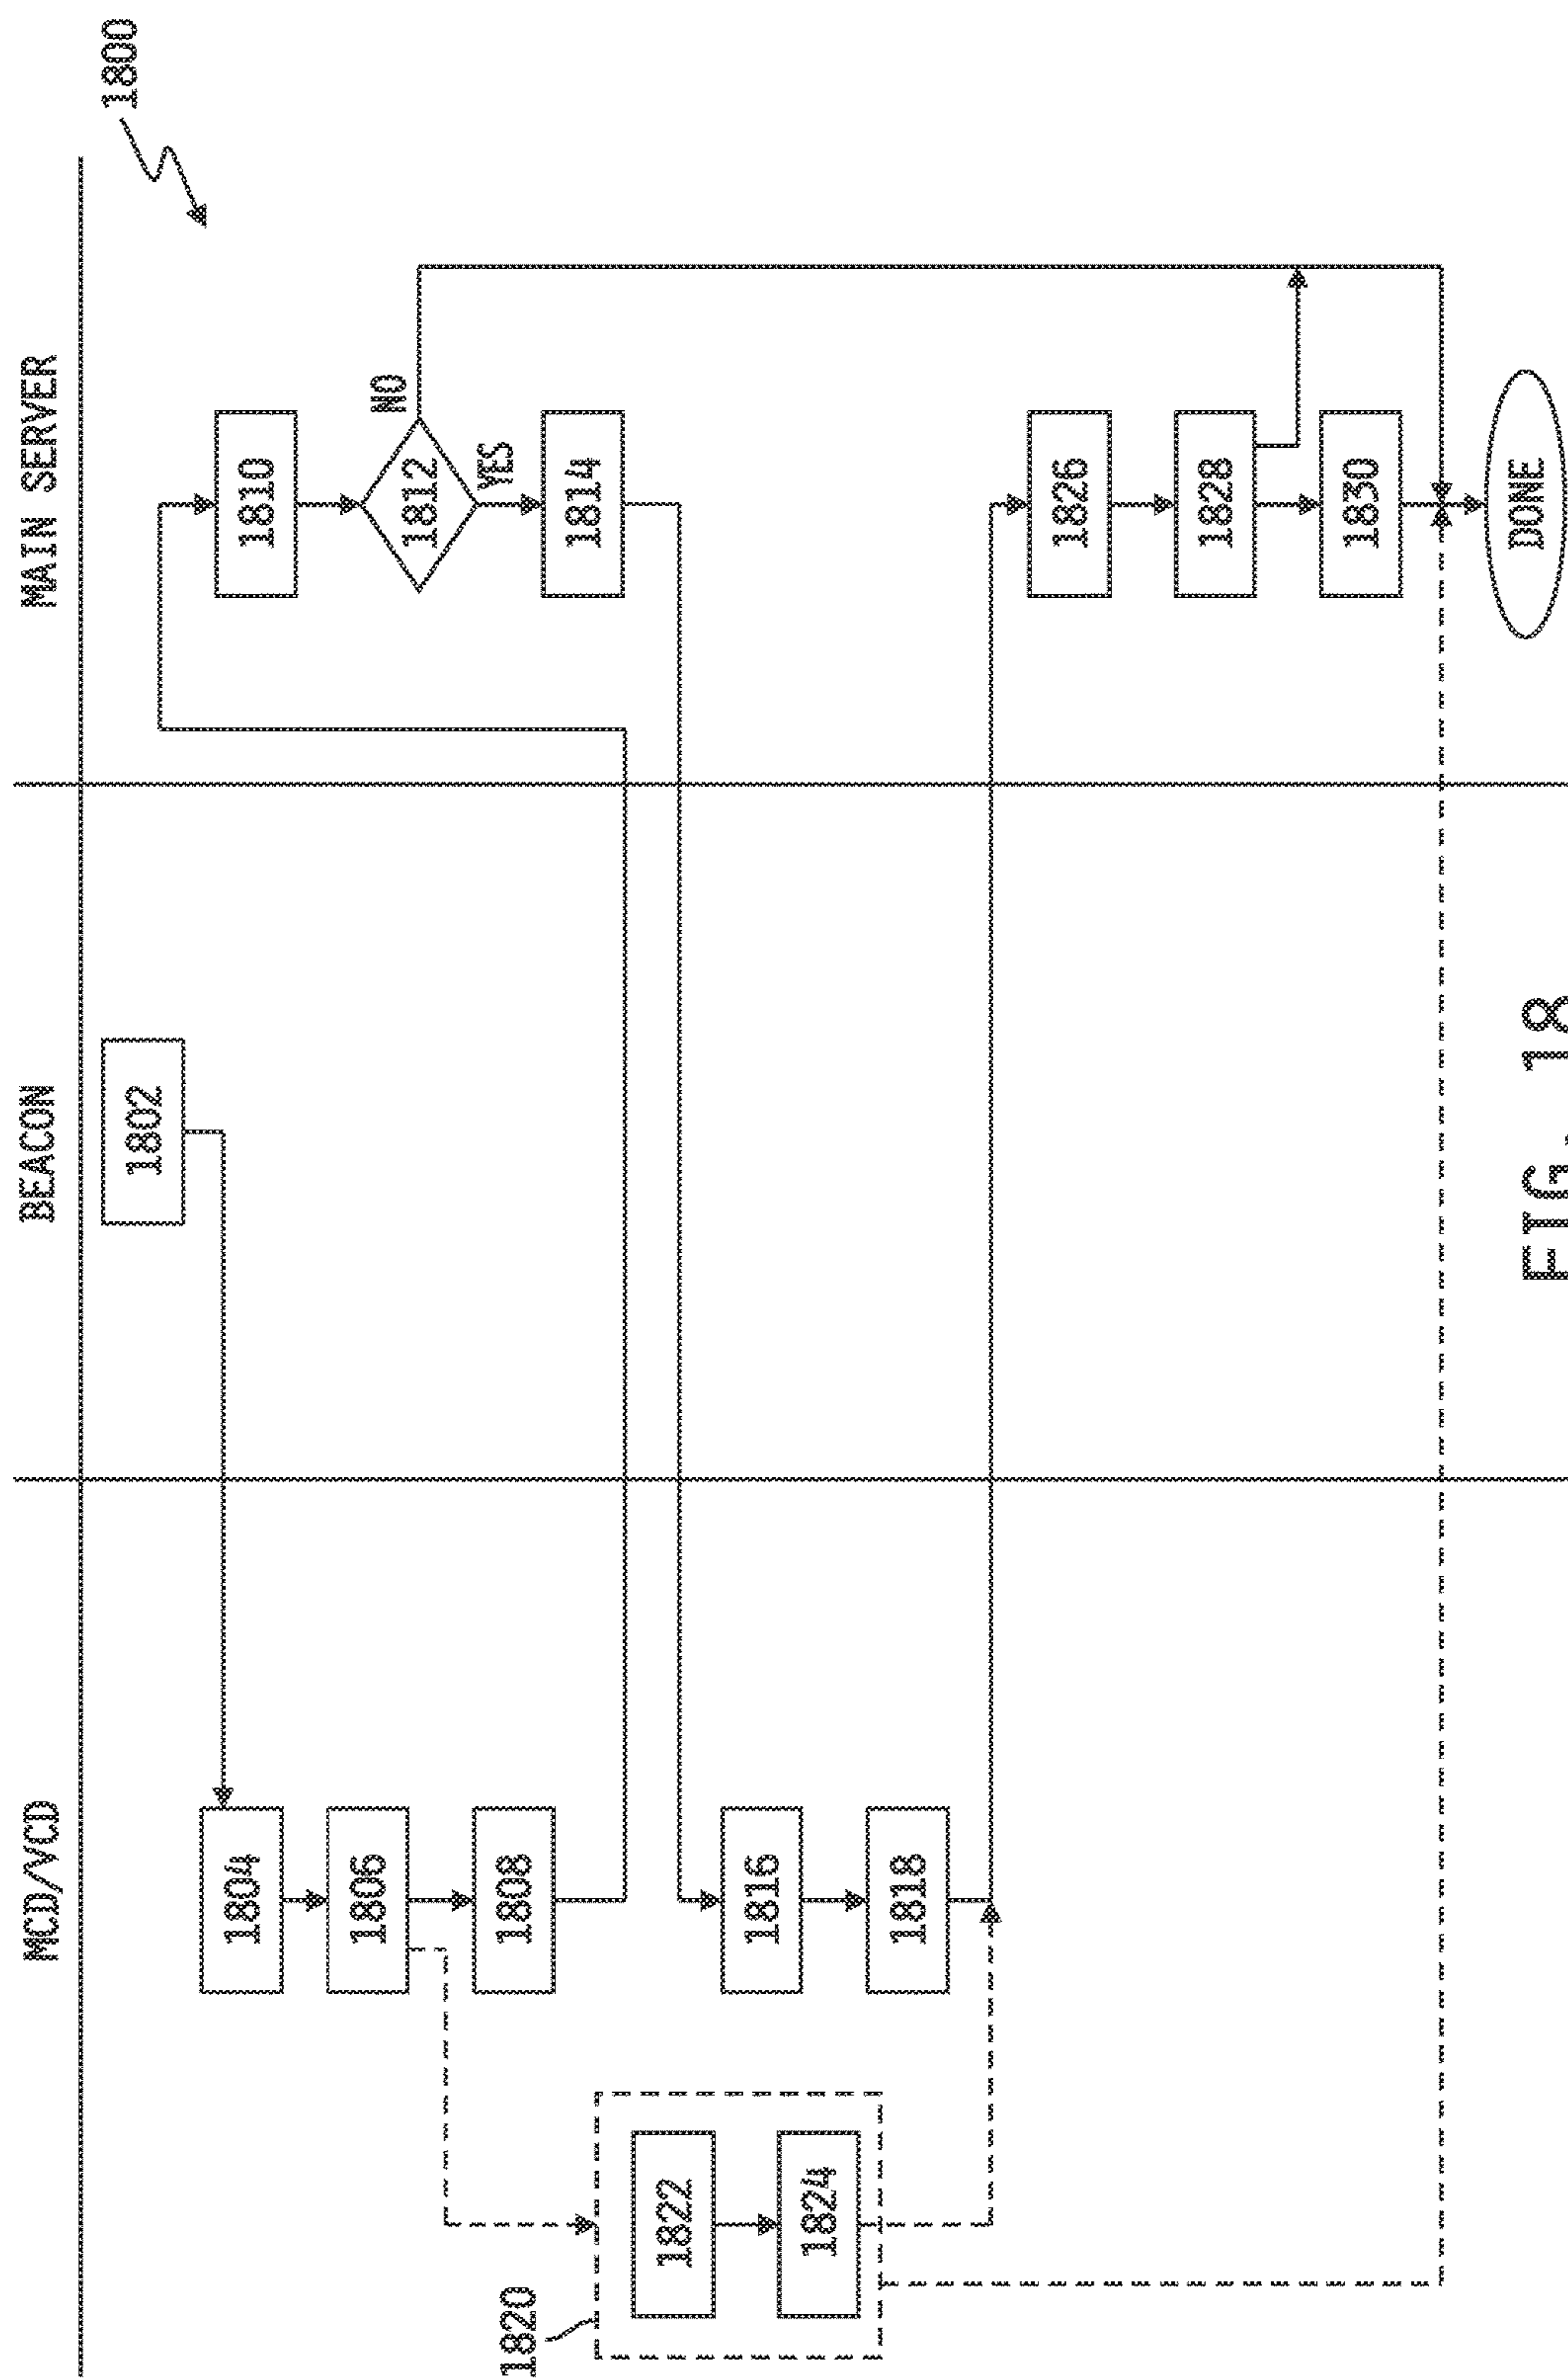 1800
MCD/VCD
BEACON
MAIN SERVER
1802
1804
1806
1808
1810
1812
NO
YES
1814
1816
1818
1820
1822
1824
1826
1828
1830
DONE
FIG. 18